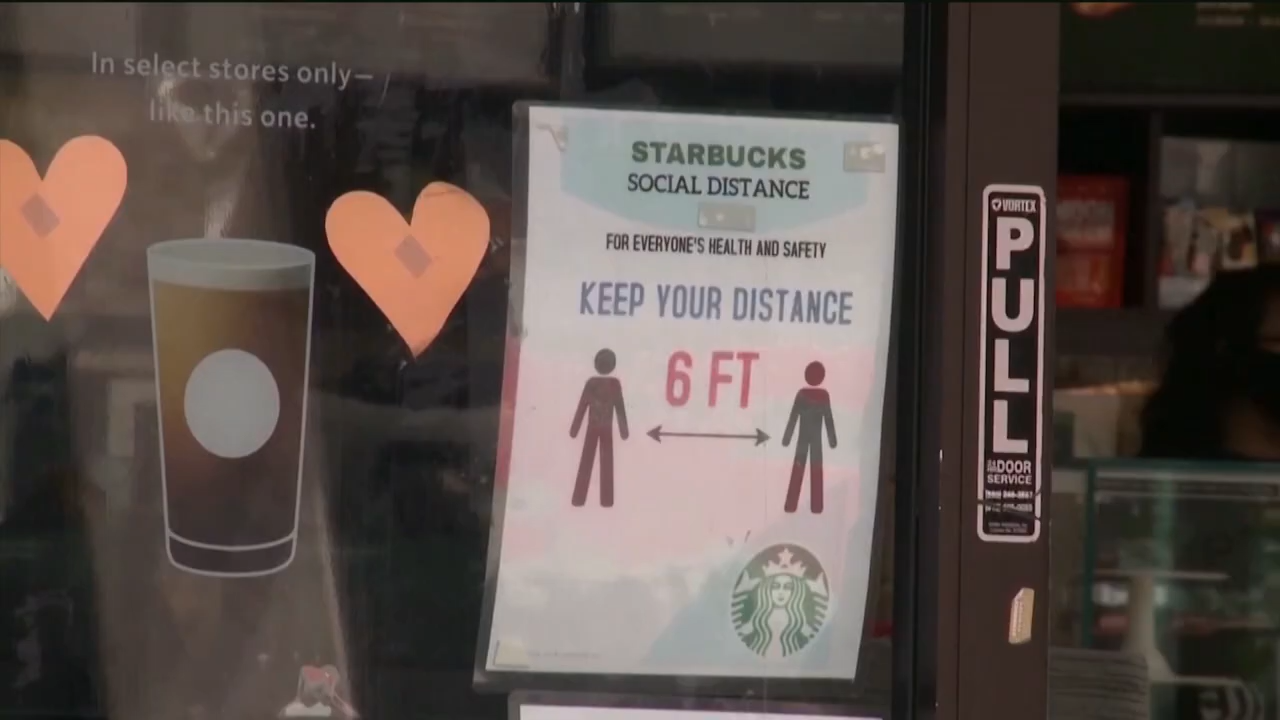 In select stores only—
like this one.
STARBUCKS
SOCIAL DISTANCE
FOR EVERYONE'S HEALTH AND SAFETY
KEEP YOUR DISTANCE
6 FT
VORTEX
PULL
DOOR
SERVICE